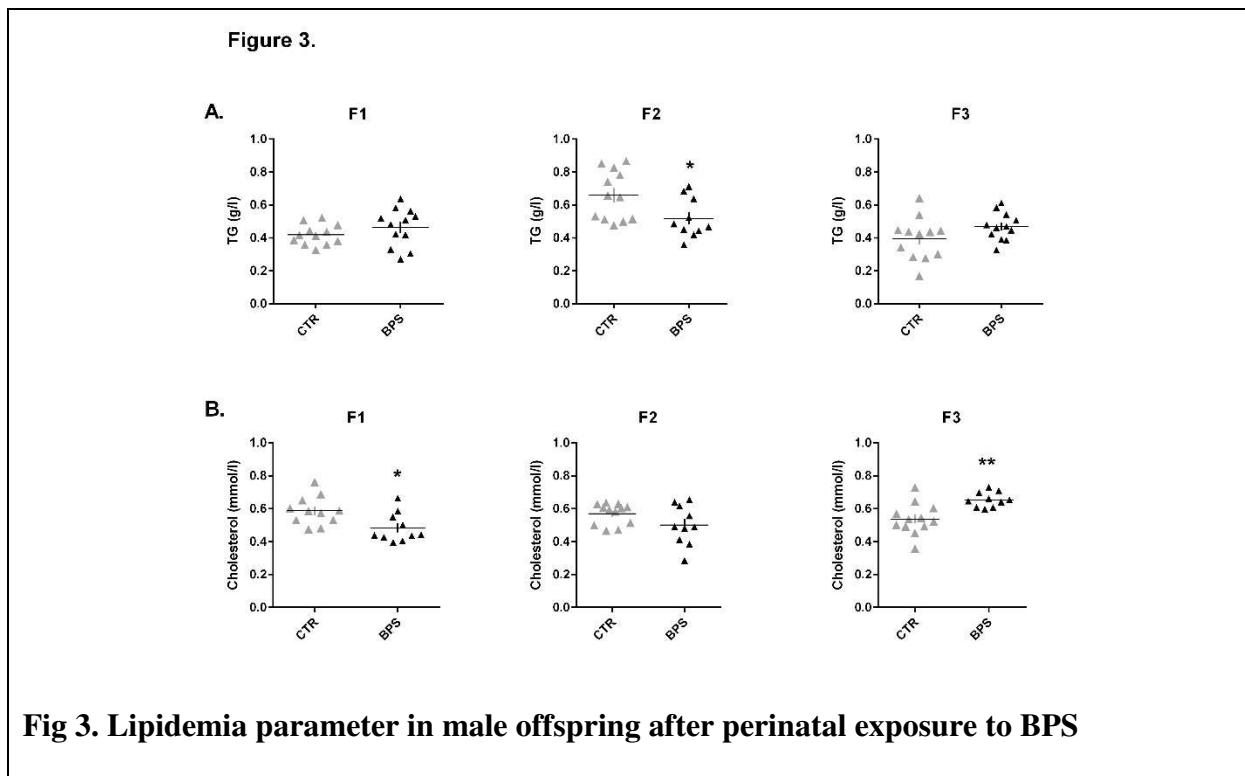 Figure 3.
A.
F1
F2
F3
TG (g/l)
1.0
0.8
0.6
0.4
0.2
0.0
CTR
BPS
TG (g/l)
1.0
0.8
0.6
0.4
0.2
0.0
*
CTR
BPS
TG (g/l)
1.0
0.8
0.6
0.4
0.2
0.0
CTR
BPS
B.
F1
F2
F3
Cholesterol (mmol/l)
1.0
0.8
0.6
0.4
0.2
0.0
*
CTR
BPS
Cholesterol (mmol/l)
1.0
0.8
0.6
0.4
0.2
0.0
CTR
BPS
Cholesterol (mmol/l)
1.0
0.8
0.6
0.4
0.2
0.0
**
CTR
BPS
Fig 3. Lipidemia parameter in male offspring after perinatal exposure to BPS